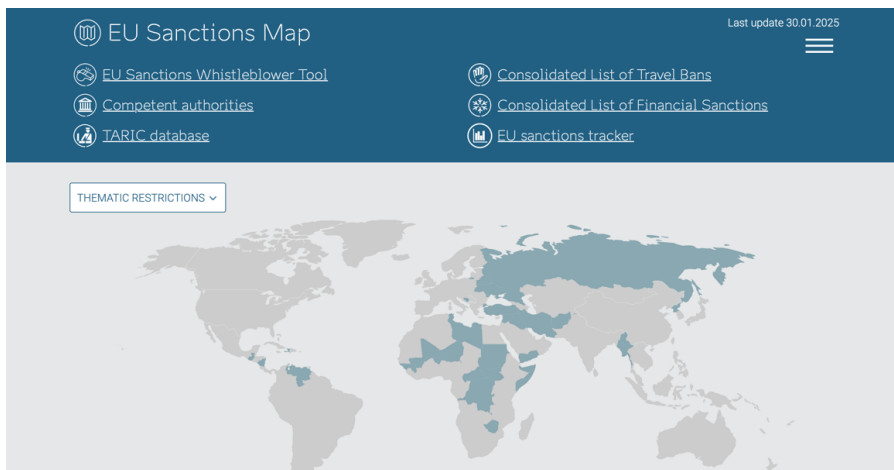 EU Sanctions Map
Last update 30.01.2025
EU Sanctions Whistleblower Tool
Consolidated List of Travel Bans
Competent authorities
Consolidated List of Financial Sanctions
TARIC database
EU sanctions tracker
THEMATIC RESTRICTIONS